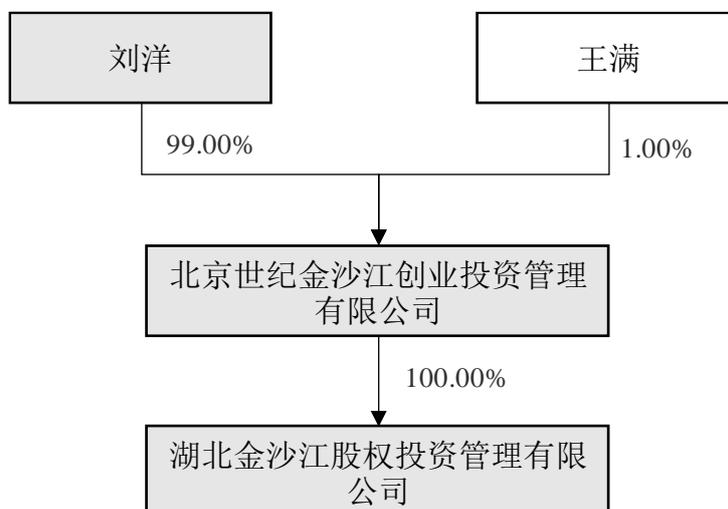 刘洋
王满
99.00%
1.00%
北京世纪金沙江创业投资管理
有限公司
100.00%
湖北金沙江股权投资管理有限
公司